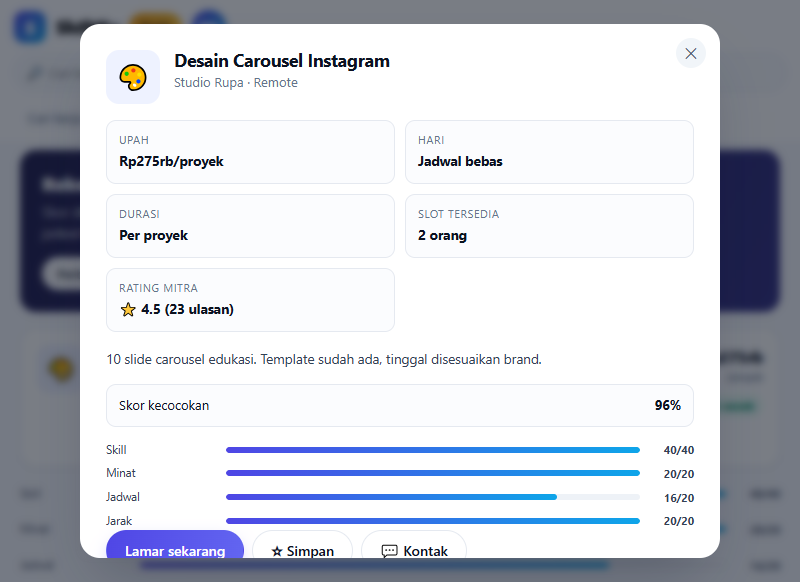 Desain Carousel Instagram
Studio Rupa · Remote
UPAH
Rp275rb/proyek
HARI
Jadwal bebas
DURASI
Per proyek
SLOT TERSEDIA
2 orang
RATING MITRA
⭐ 4.5 (23 ulasan)
10 slide carousel edukasi. Template sudah ada, tinggal disesuaikan brand.
Skor kecocokan 96%
Skill 40/40
Minat 20/20
Jadwal 16/20
Jarak 20/20
Lamar sekarang
☆ Simpan
💬 Kontak